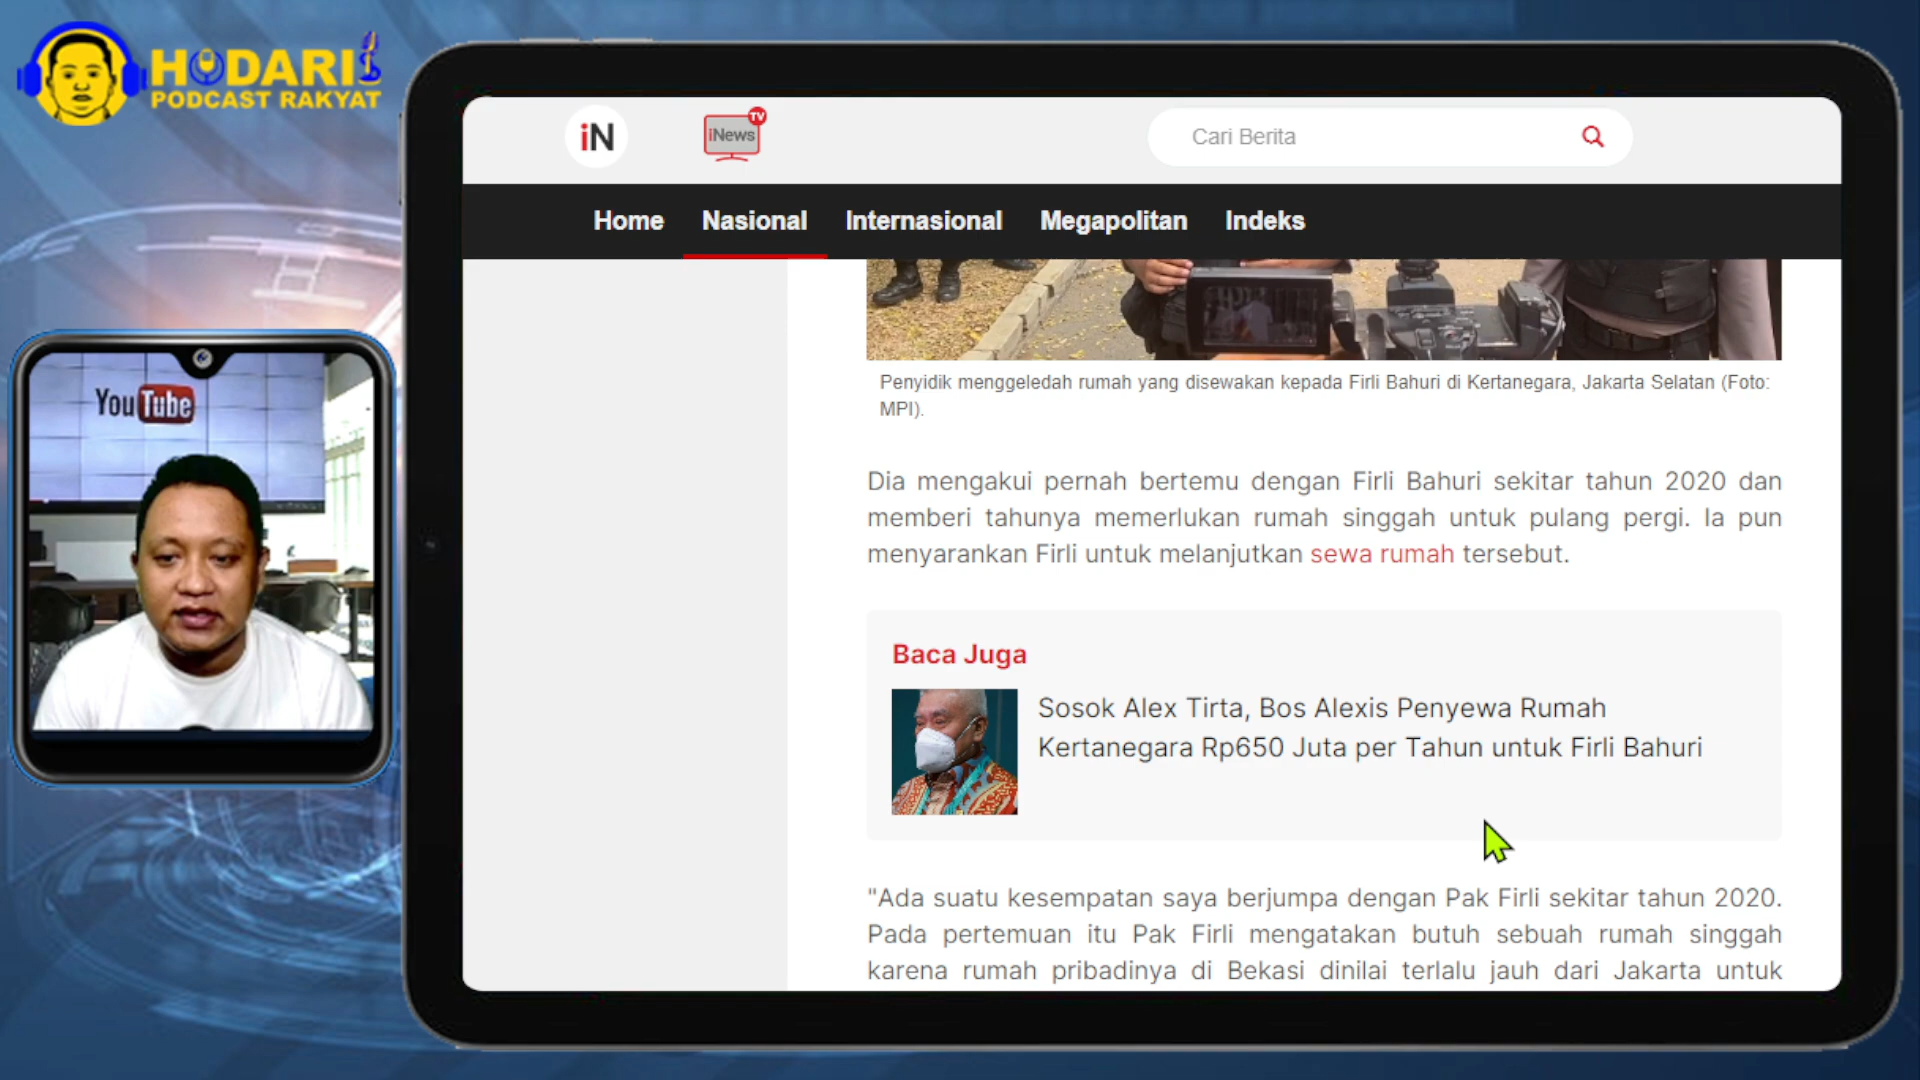 HODARI
PODCAST RAKYAT
iN
iNews
TV
Cari Berita
Home
Nasional
Internasional
Megapolitan
Indeks
Penyidik menggeledah rumah yang disewakan kepada Firli Bahuri di Kertanegara, Jakarta Selatan (Foto:
MPI).
YouTube
Dia mengakui pernah bertemu dengan Firli Bahuri sekitar tahun 2020 dan
memberi tahunya memerlukan rumah singgah untuk pulang pergi. Ia pun
menyarankan Firli untuk melanjutkan sewa rumah tersebut.
Baca Juga
Sosok Alex Tirta, Bos Alexis Penyewa Rumah
Kertanegara Rp650 Juta per Tahun untuk Firli Bahuri
"Ada suatu kesempatan saya berjumpa dengan Pak Firli sekitar tahun 2020.
Pada pertemuan itu Pak Firli mengatakan butuh sebuah rumah singgah
karena rumah pribadinya di Bekasi dinilai terlalu jauh dari Jakarta untuk